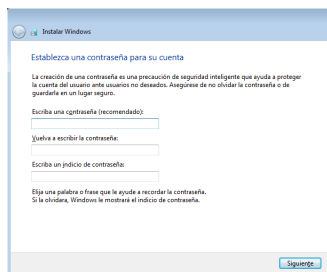 Instalar Windows
Establezca una contraseña para su cuenta
La creación de una contraseña es una precaución de seguridad inteligente que ayuda a proteger
la cuenta del usuario ante usuarios no deseados. Asegúrese de no olvidar la contraseña o de
guardarla en un lugar seguro.
Escriba una contraseña (recomendado):
Vuelva a escribir la contraseña:
Escriba un indicio de contraseña:
Elija una palabra o frase que le ayude a recordar la contraseña.
Si la olvidara, Windows le mostrará el indicio de contraseña.
Siguiente